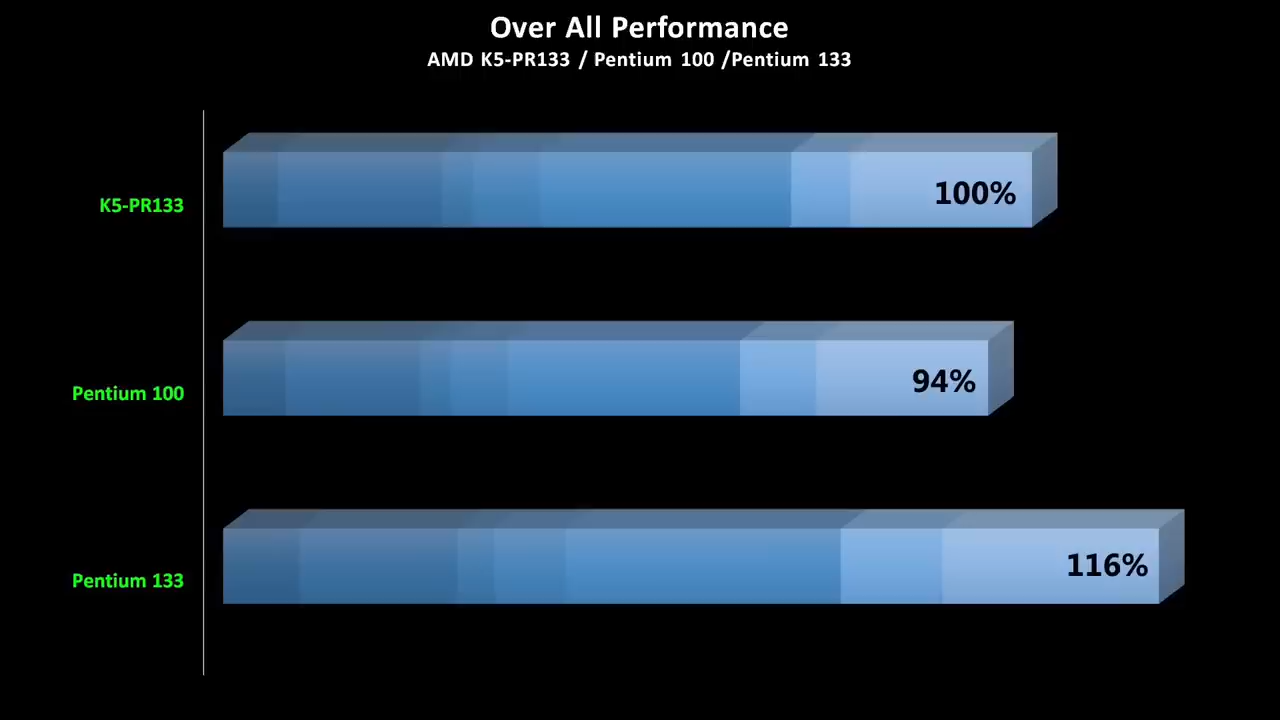 Over All Performance
AMD K5-PR133 / Pentium 100 /Pentium 133
K5-PR133
100%
Pentium 100
94%
Pentium 133
116%